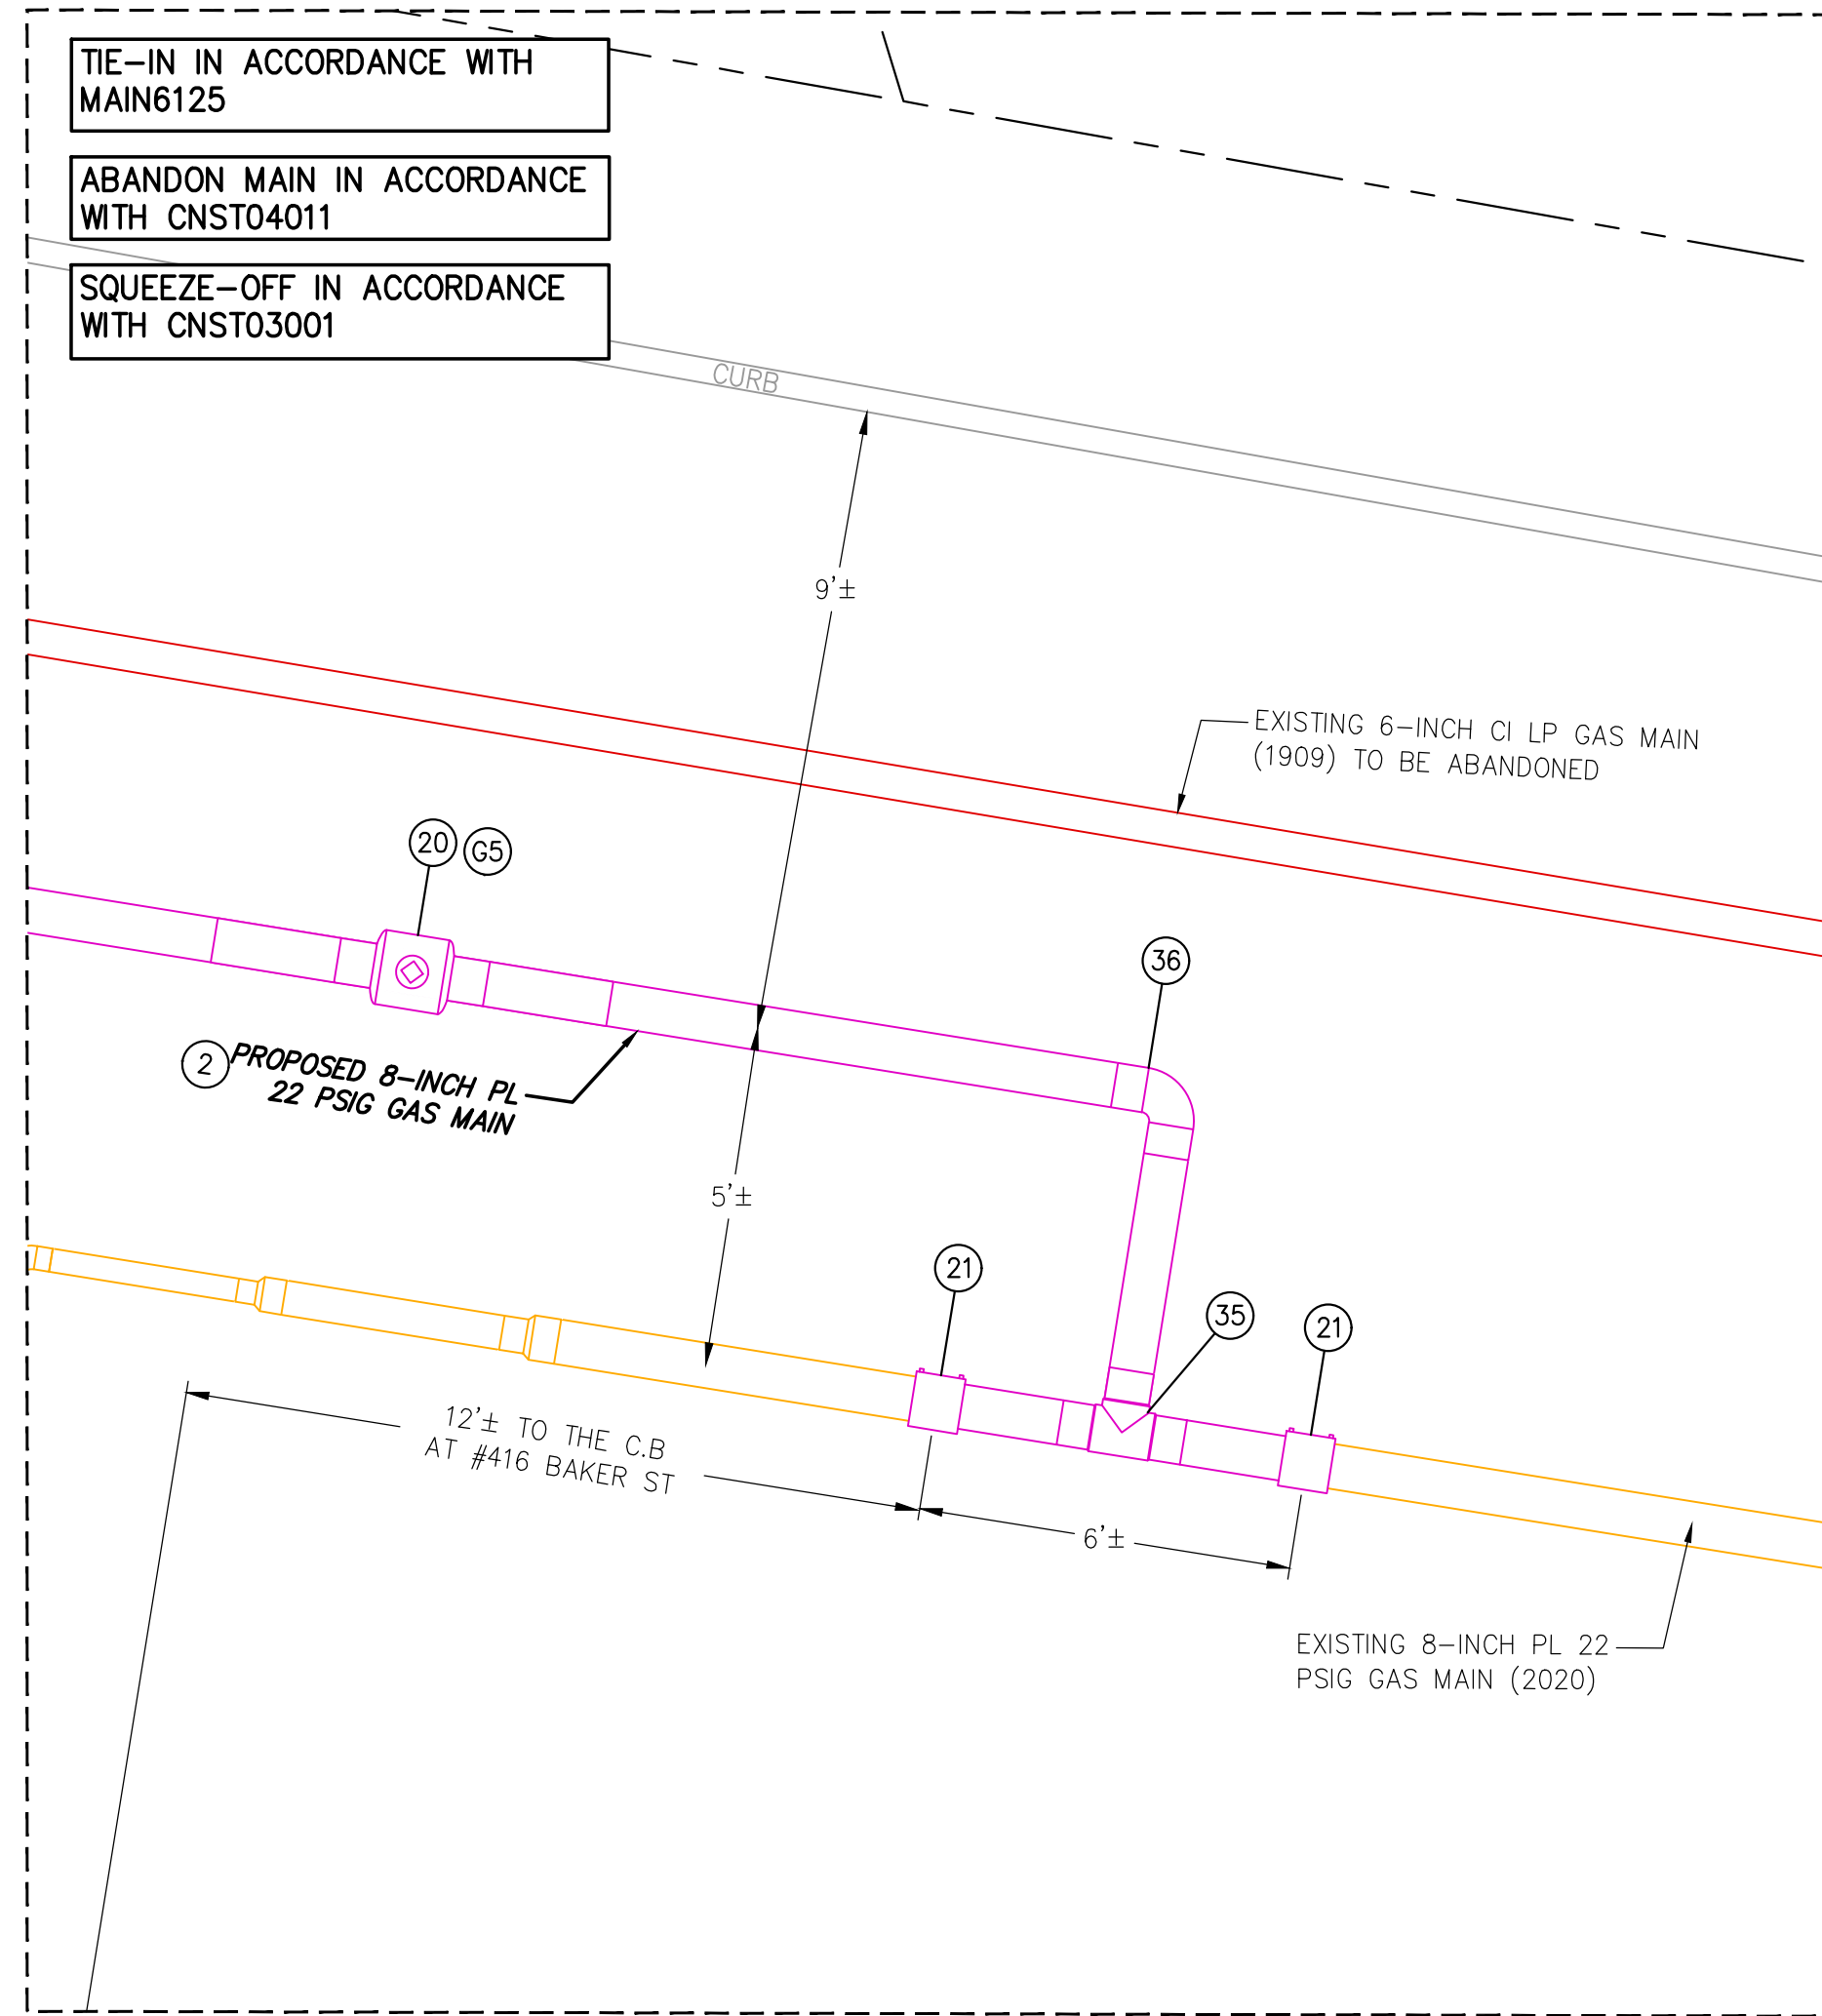 TIE-IN IN ACCORDANCE WITH
MAIN6125
ABANDON MAIN IN ACCORDANCE
WITH CNST04011
SQUEEZE-OFF IN ACCORDANCE
WITH CNST03001
CURB
9'±
EXISTING 6-INCH CI LP GAS MAIN
(1909) TO BE ABANDONED
20
G5
36
2
PROPOSED 8-INCH PL
22 PSIG GAS MAIN
5'±
21
35
21
12'± TO THE C.B
AT #416 BAKER ST
6'±
EXISTING 8-INCH PL 22
PSIG GAS MAIN (2020)